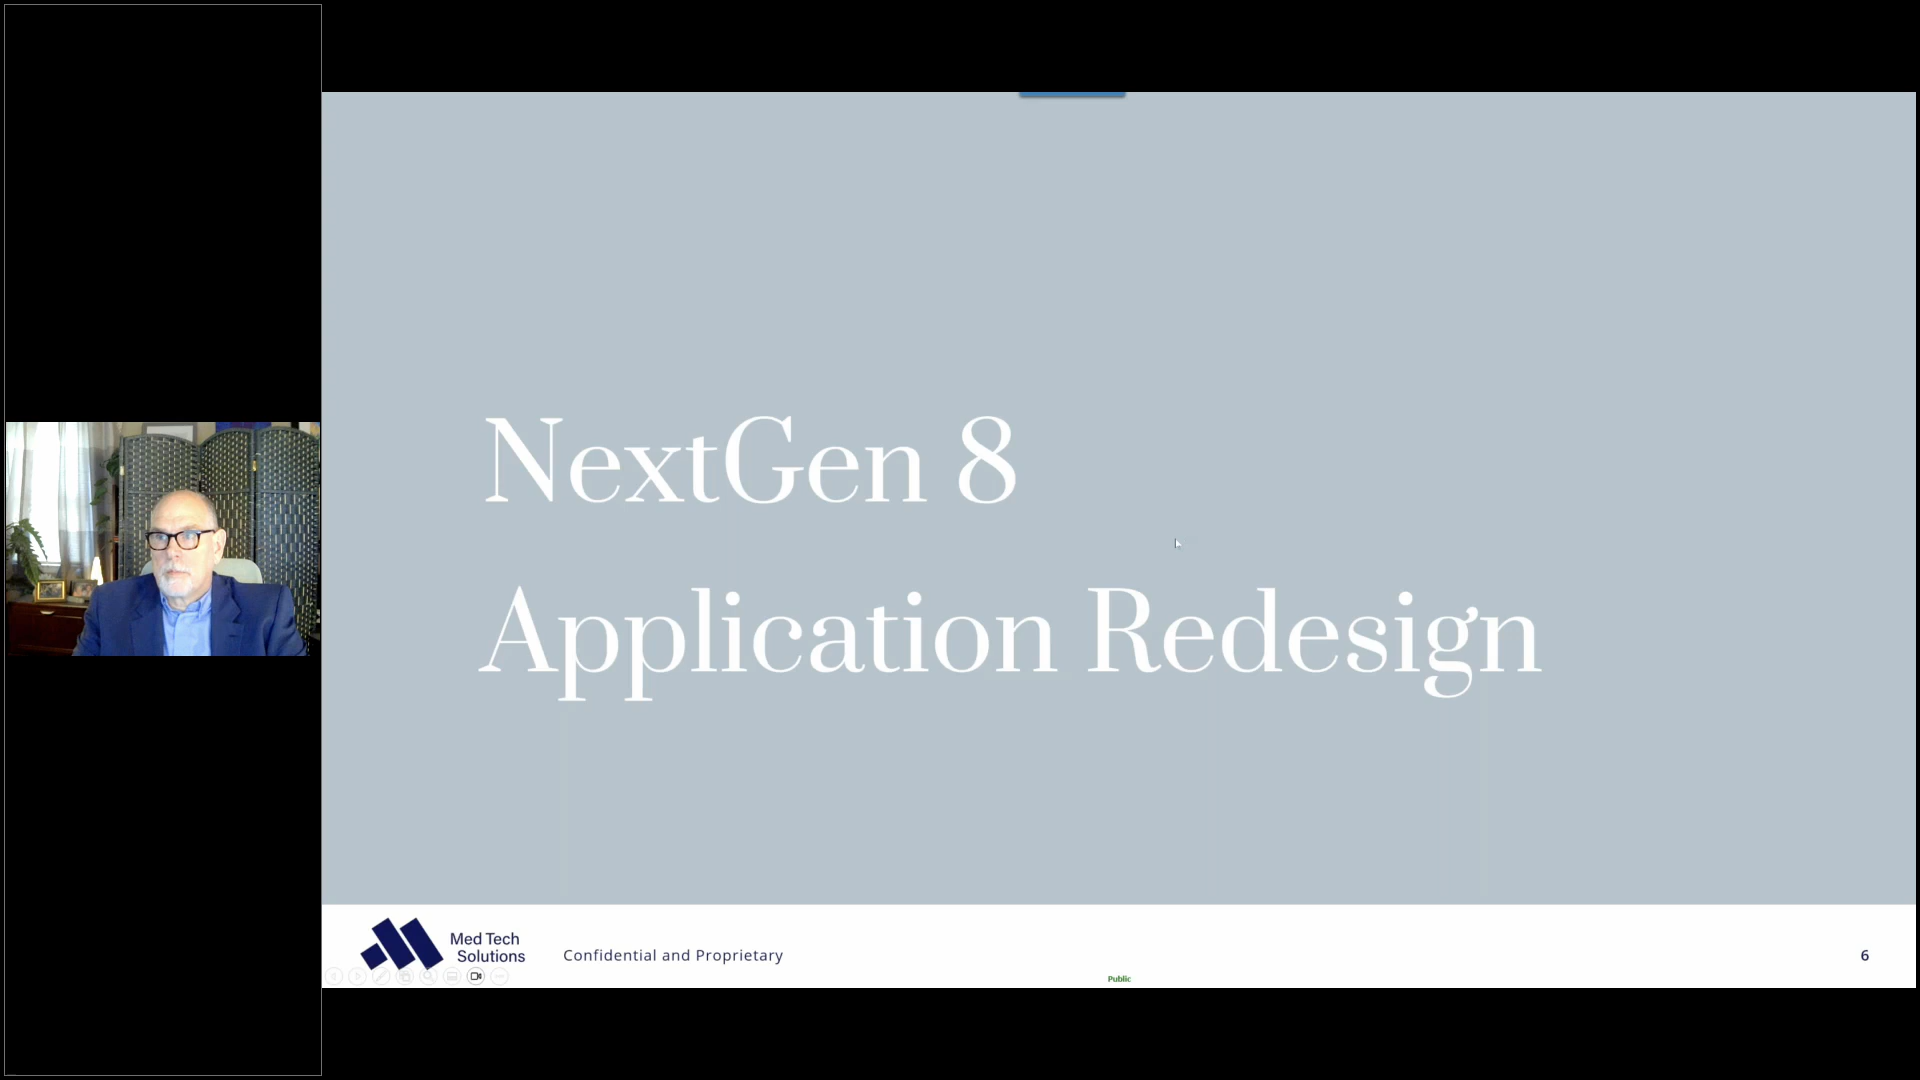 NextGen 8
Application Redesign
Med Tech
Solutions
Confidential and Proprietary
6
Public